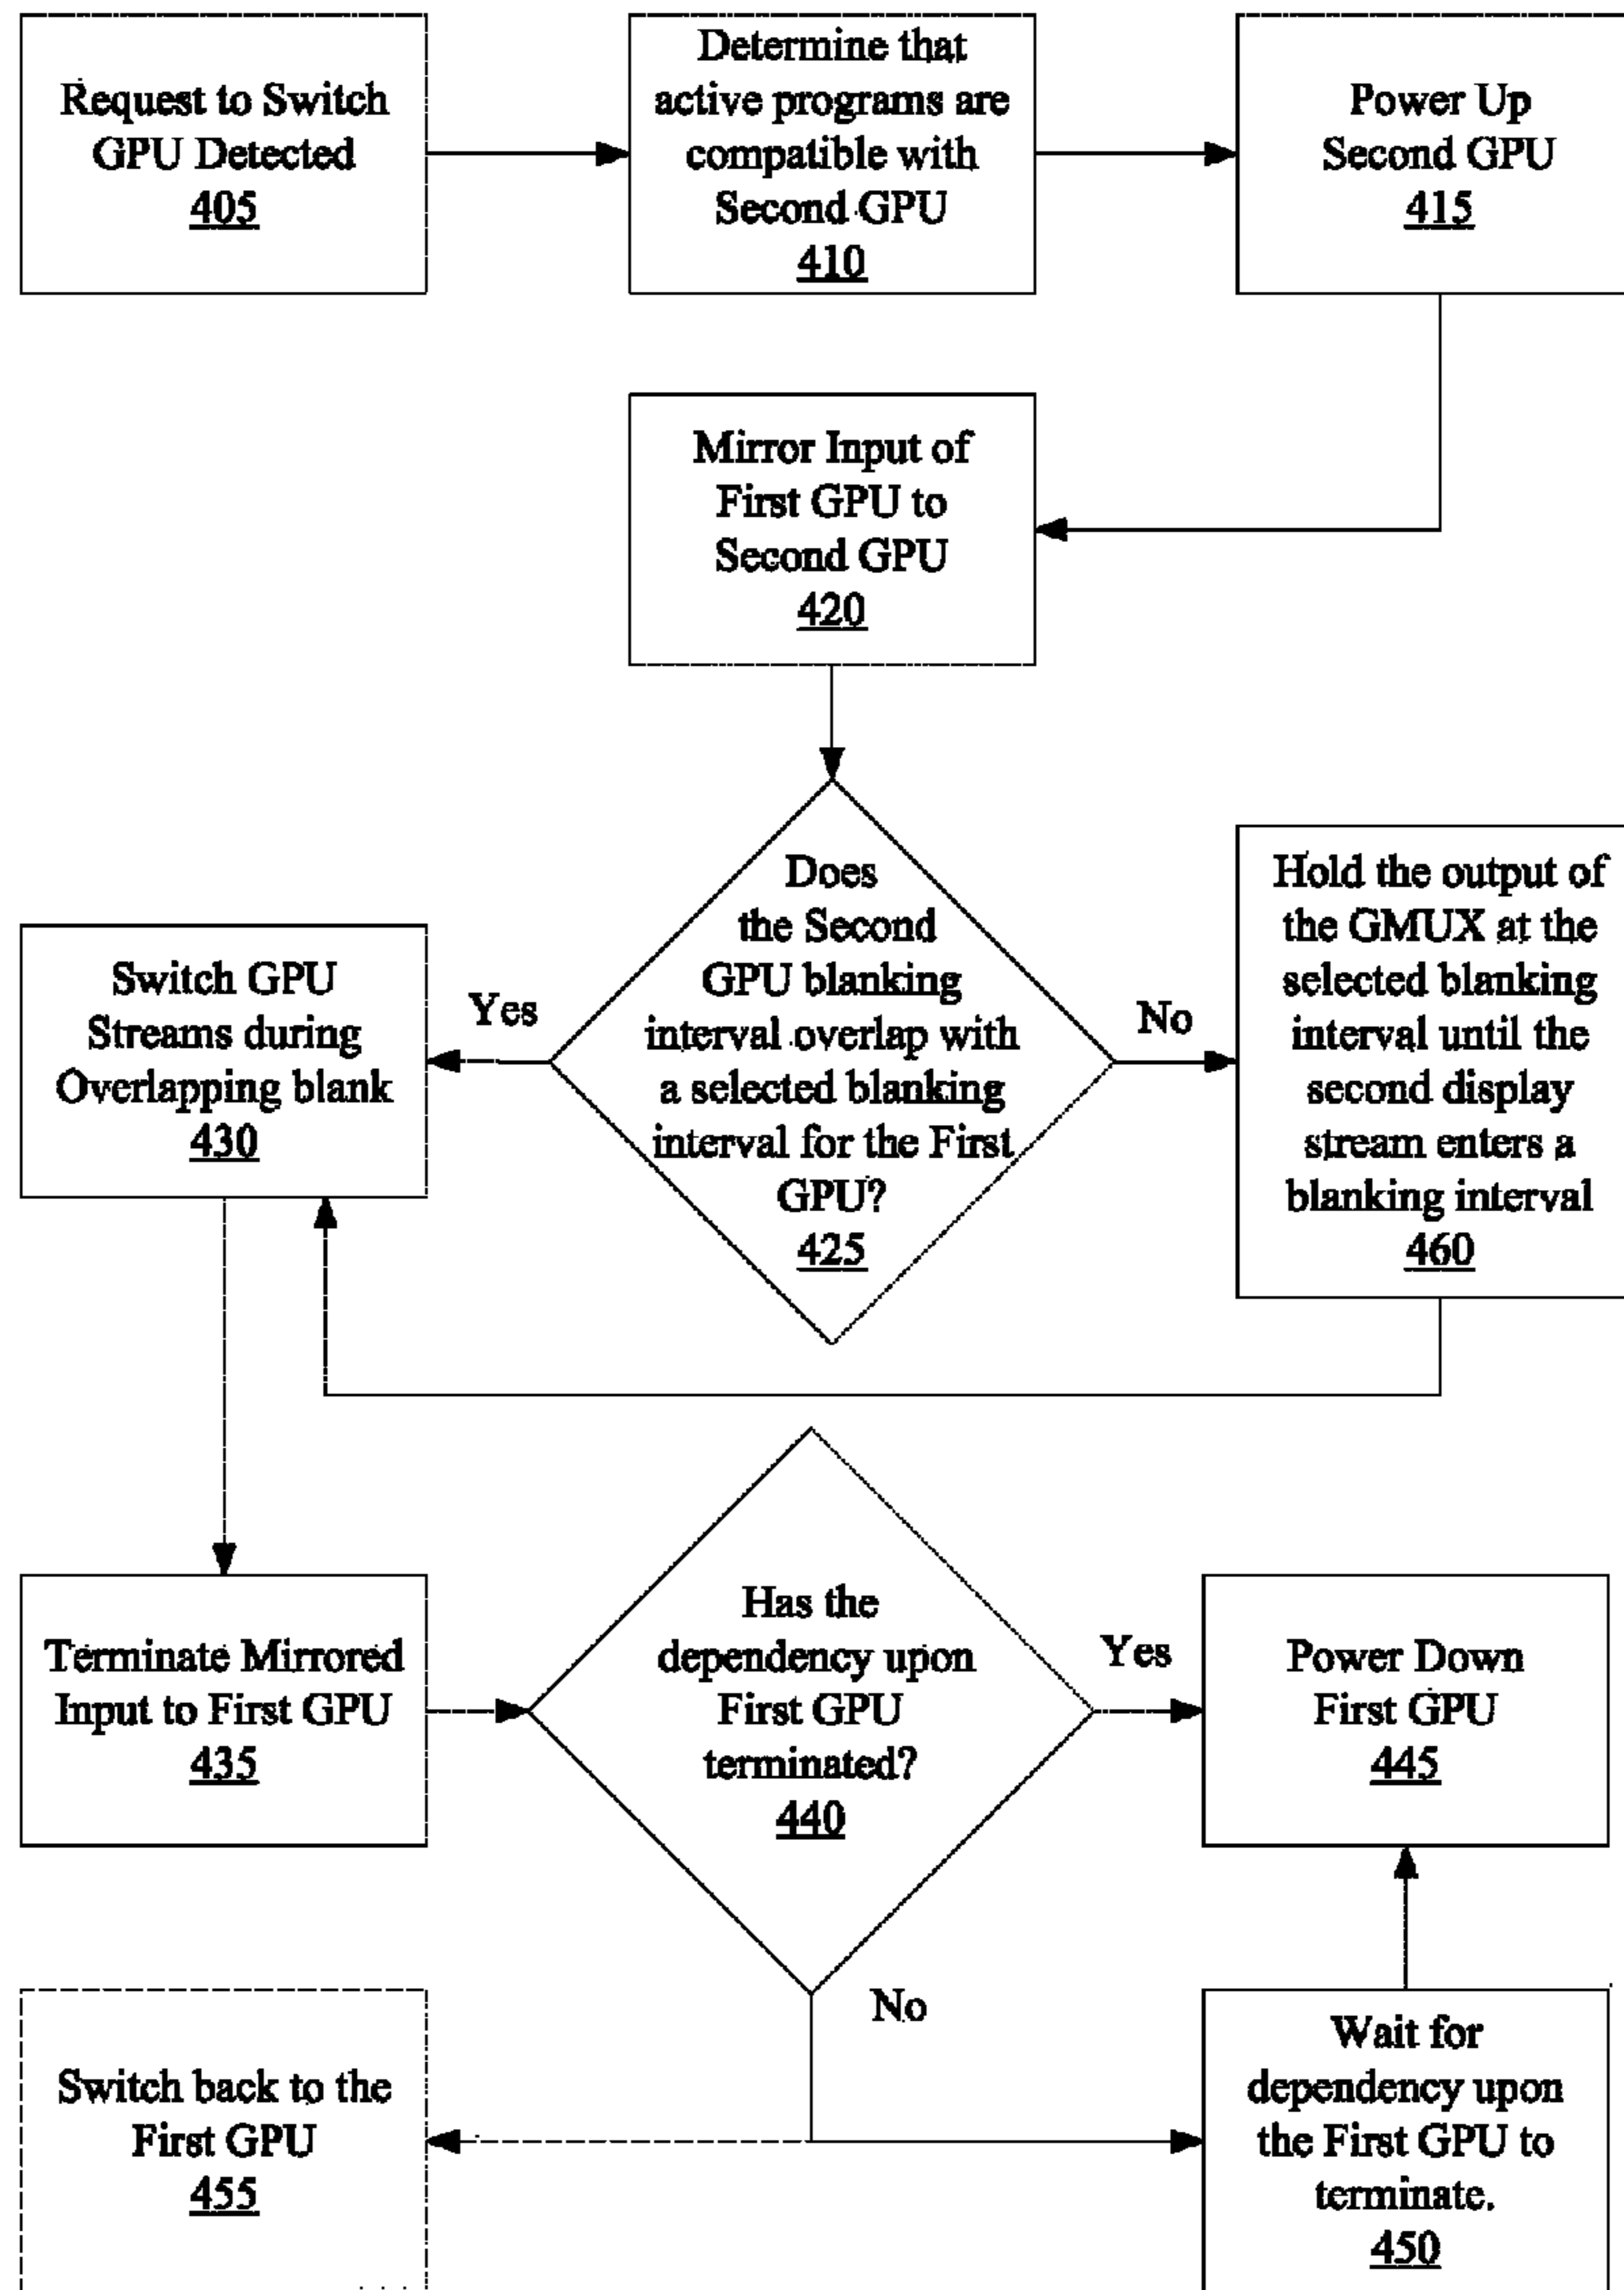 Request to Switch
GPU Detected
405
Determine that
active programs are
compatible with
Second GPU
410
Power Up
Second GPU
415
Mirror Input of
First GPU to
Second GPU
420
Does
the Second
GPU blanking
interval overlap with
a selected blanking
interval for the First
GPU?
425
Yes
No
Switch GPU
Streams during
Overlapping blank
430
Hold the output of
the GMUX at the
selected blanking
interval until the
second display
stream enters a
blanking interval
460
Terminate Mirrored
Input to First GPU
435
Has the
dependency upon
First GPU
terminated?
440
Yes
Power Down
First GPU
445
No
Switch back to the
First GPU
455
Wait for
dependency upon
the First GPU to
terminate.
450